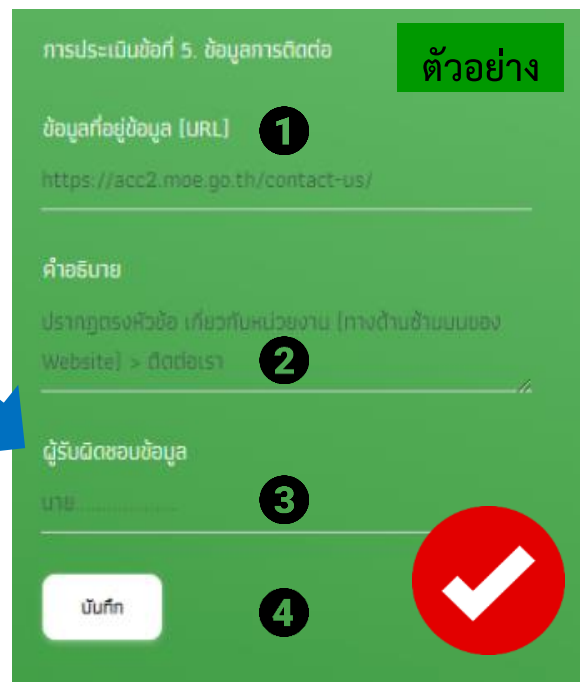 การประเมินข้อที่ 5. ข้อมูลการติดต่อ
ตัวอย่าง
ข้อมูลที่อยู่ข้อมูล [URL]
1
https://acc2.moe.go.th/contact-us/
คำอธิบาย
ปรากฏตรงหัวข้อ เกี่ยวกับหน่วยงาน [ทางด้านซ้ามบนของ
Website] > ติดต่อเรา
2
ผู้รับผิดชอบข้อมูล
นาย..................
3
บันทึก
4